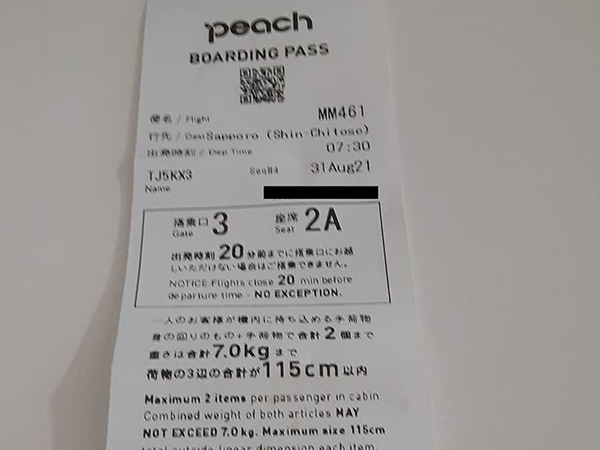 peach
BOARDING PASS
便名 / Flight MM461
行先 / Dest Sapporo (Shin-Chitose)
出発時刻 / Dep Time 07:30
TJ5KX3 Seq84 31Aug21
Name
搭乗口 3 座席 2A
Gate Seat
出発時刻20分前までに搭乗口にお越
しいただけない場合はご搭乗できません。
NOTICE-Flights close 20 min before
departure time - NO EXCEPTION.
一人のお客様が機内に持ち込める手荷物
身の回りのもの+手荷物で合計2個まで
重さは合計7.0kgまで
荷物の3辺の合計が115cm以内
Maximum 2 items per passenger in cabin.
Combined weight of both articles MAY
NOT EXCEED 7.0kg. Maximum size 115cm
total outside linear dimension each item